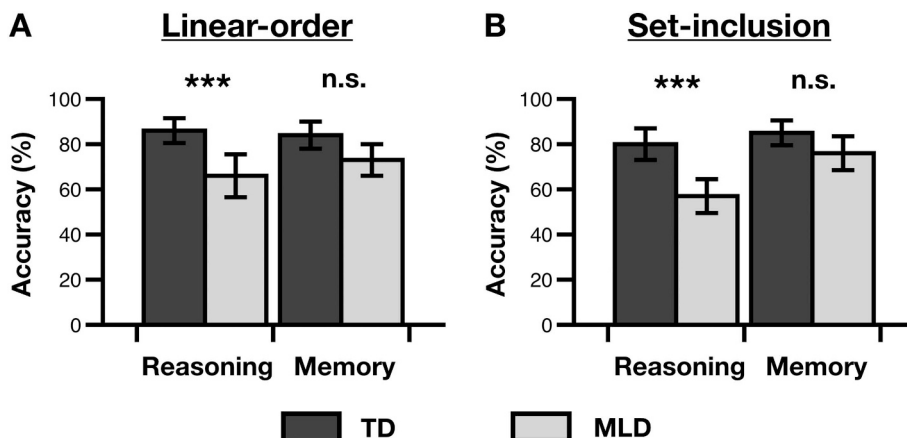 A Linear-order
*** n.s.
Accuracy (%)
100
80
60
40
20
0
Reasoning Memory
B Set-inclusion
*** n.s.
Accuracy (%)
100
80
60
40
20
0
Reasoning Memory
TD MLD